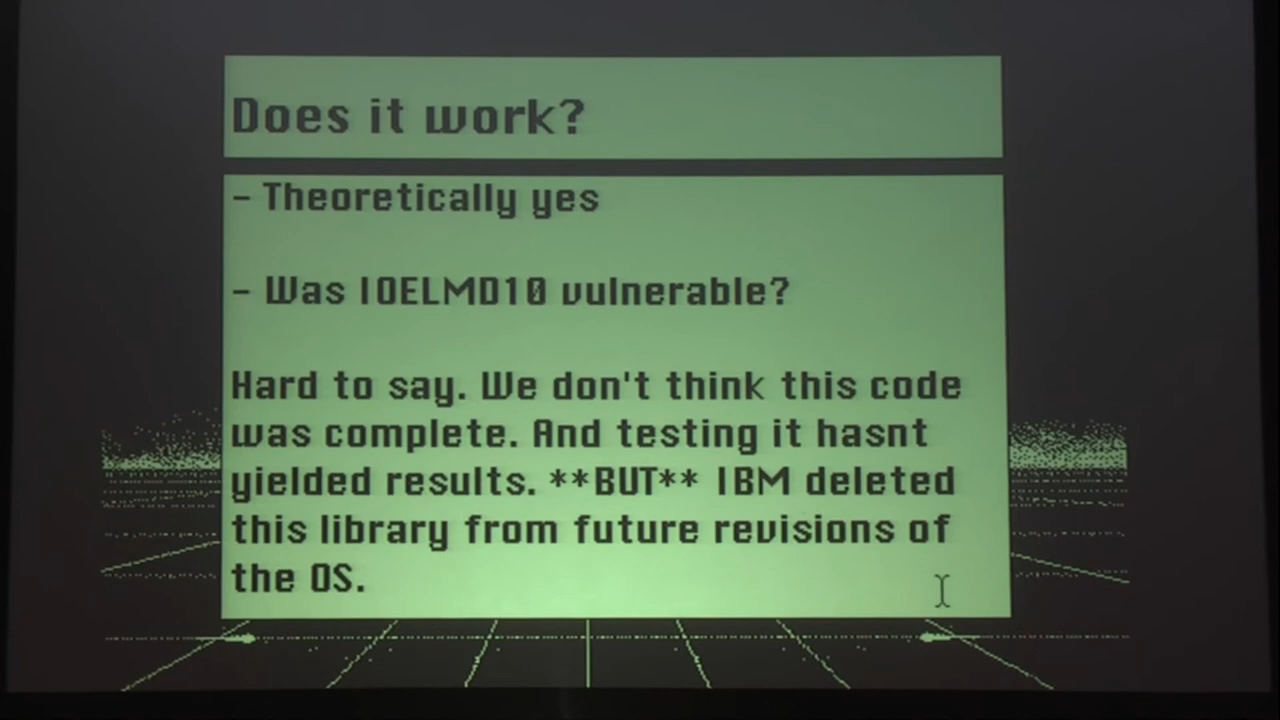 Does it work?
- Theoretically yes
- Was IOELMD10 vulnerable?
Hard to say. We don't think this code
was complete. And testing it hasnt
yielded results. **BUT** IBM deleted
this library from future revisions of
the OS.